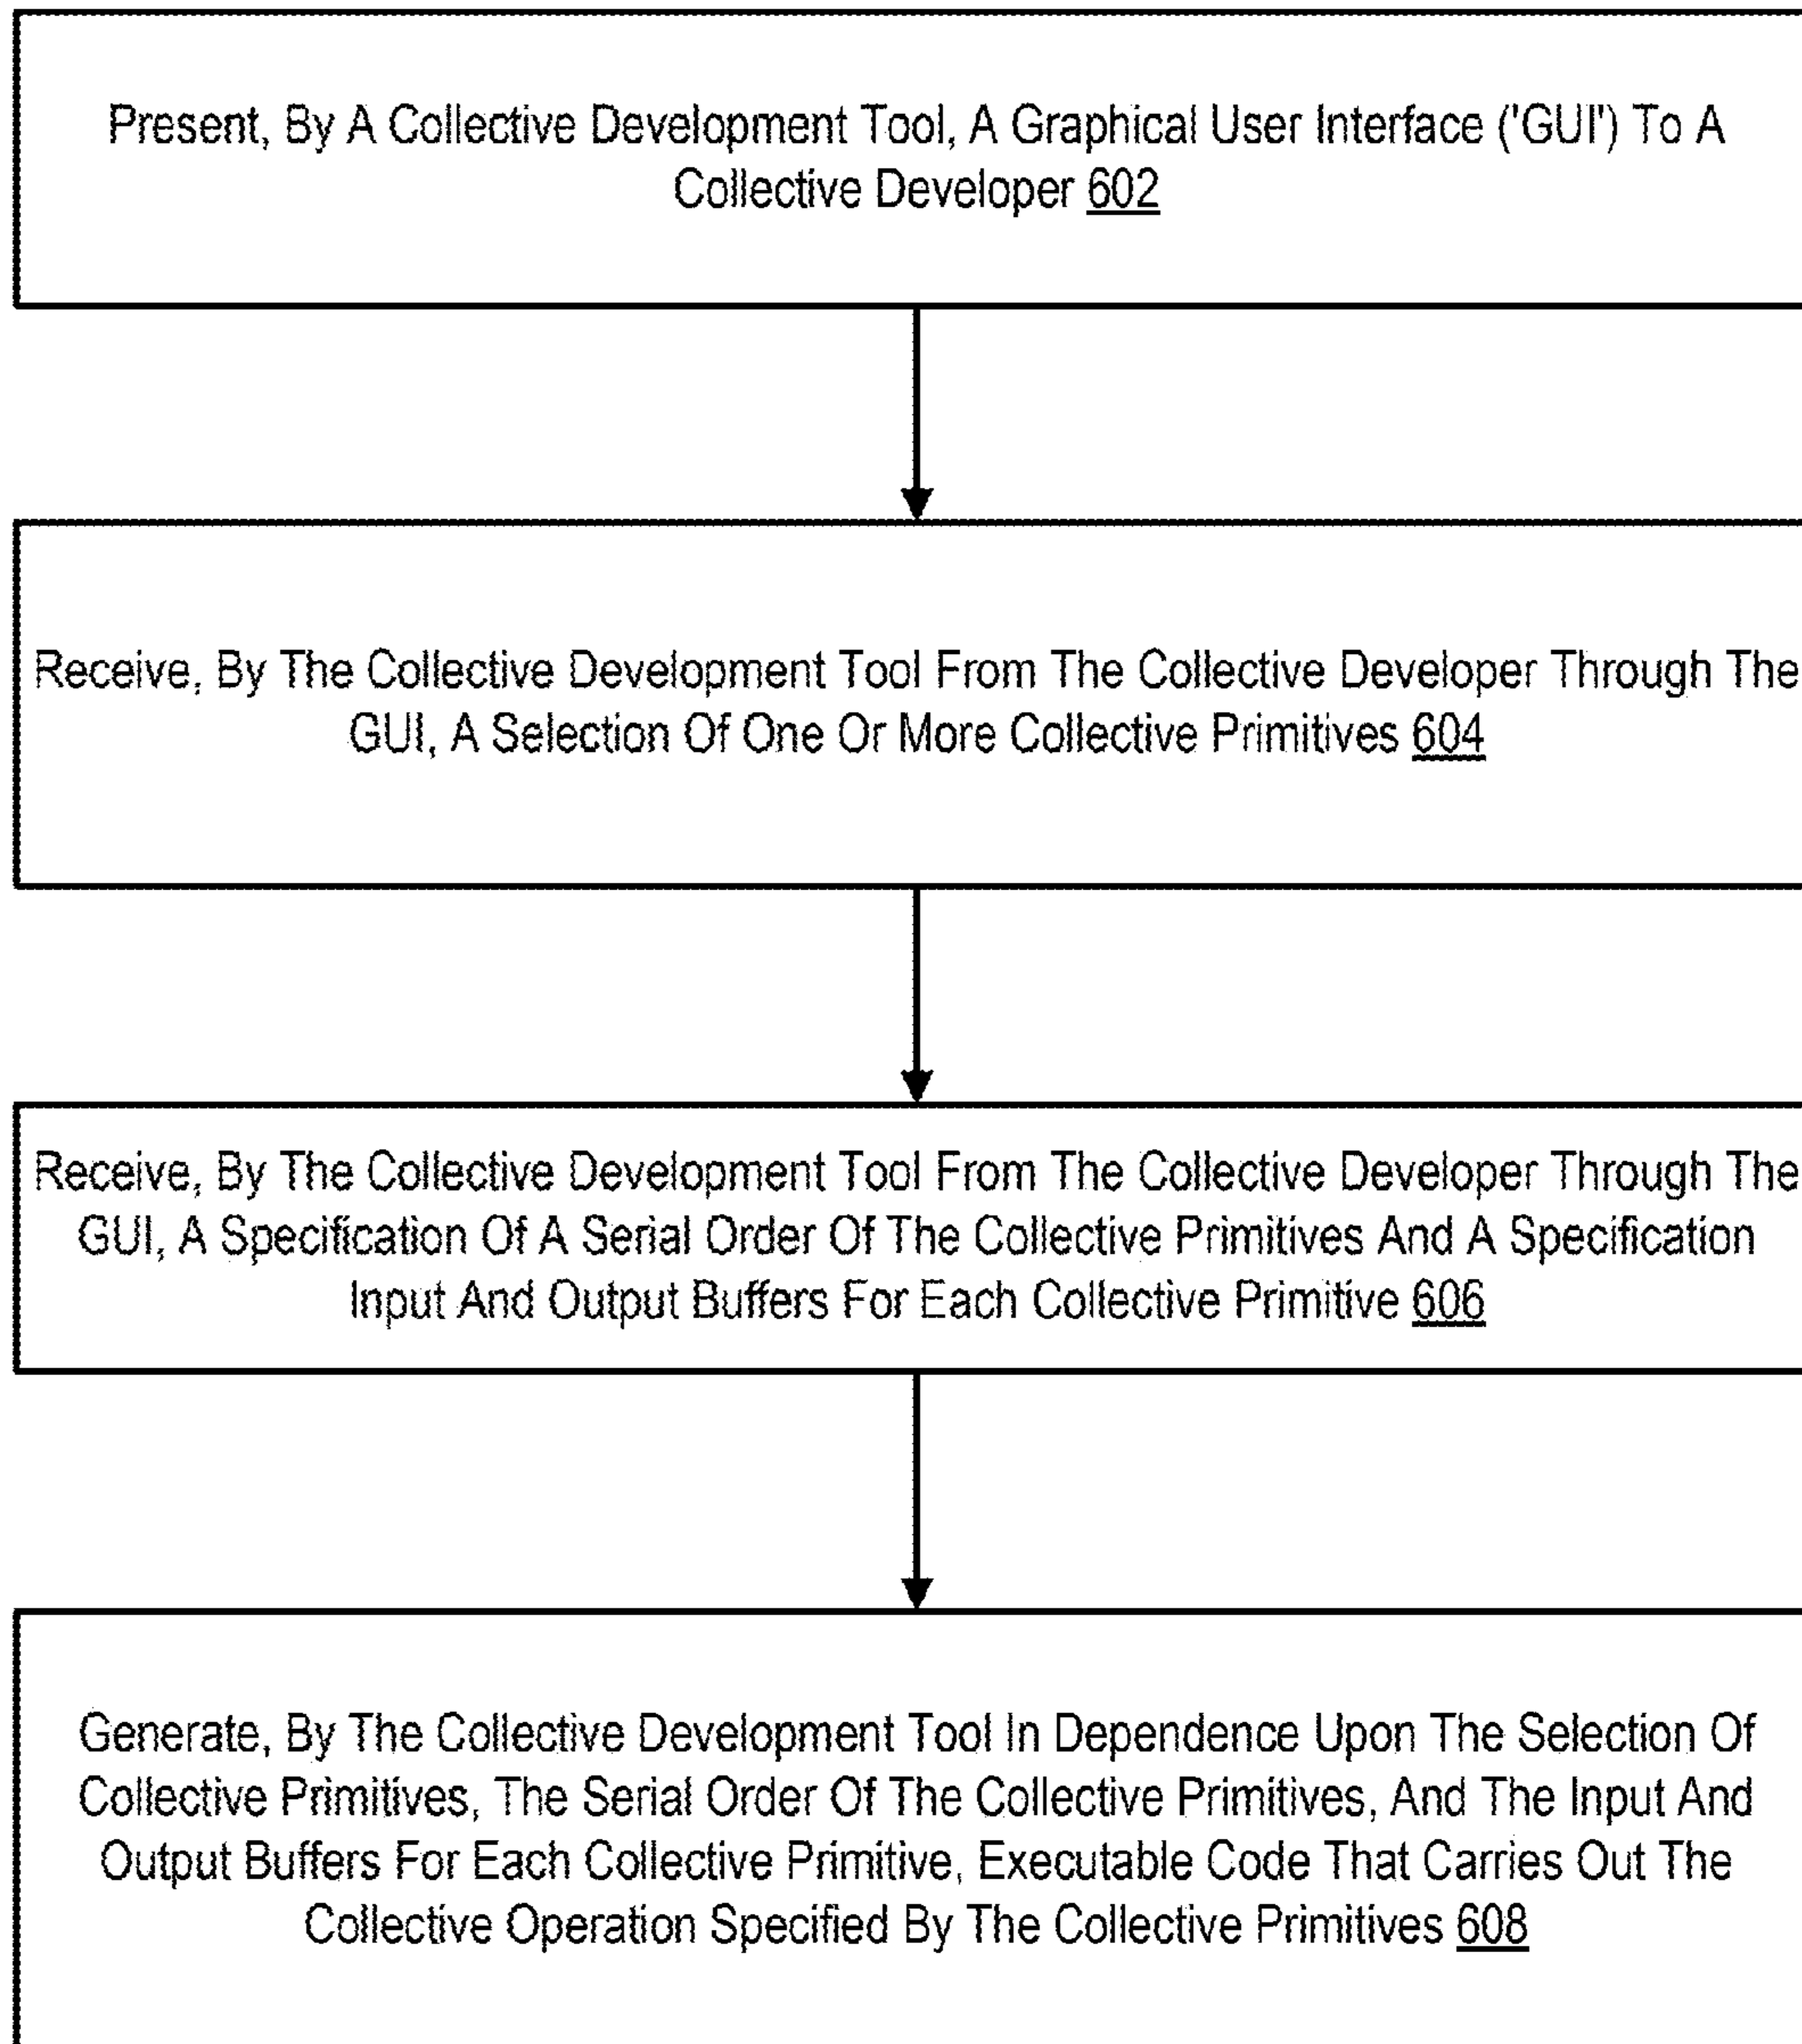 Present, By A Collective Development Tool, A Graphical User Interface ('GUI') To A
Collective Developer 602
Receive, By The Collective Development Tool From The Collective Developer Through The
GUI, A Selection Of One Or More Collective Primitives 604
Receive, By The Collective Development Tool From The Collective Developer Through The
GUI, A Specification Of A Serial Order Of The Collective Primitives And A Specification
Input And Output Buffers For Each Collective Primitive 606
Generate, By The Collective Development Tool In Dependence Upon The Selection Of
Collective Primitives, The Serial Order Of The Collective Primitives, And The Input And
Output Buffers For Each Collective Primitive, Executable Code That Carries Out The
Collective Operation Specified By The Collective Primitives 608